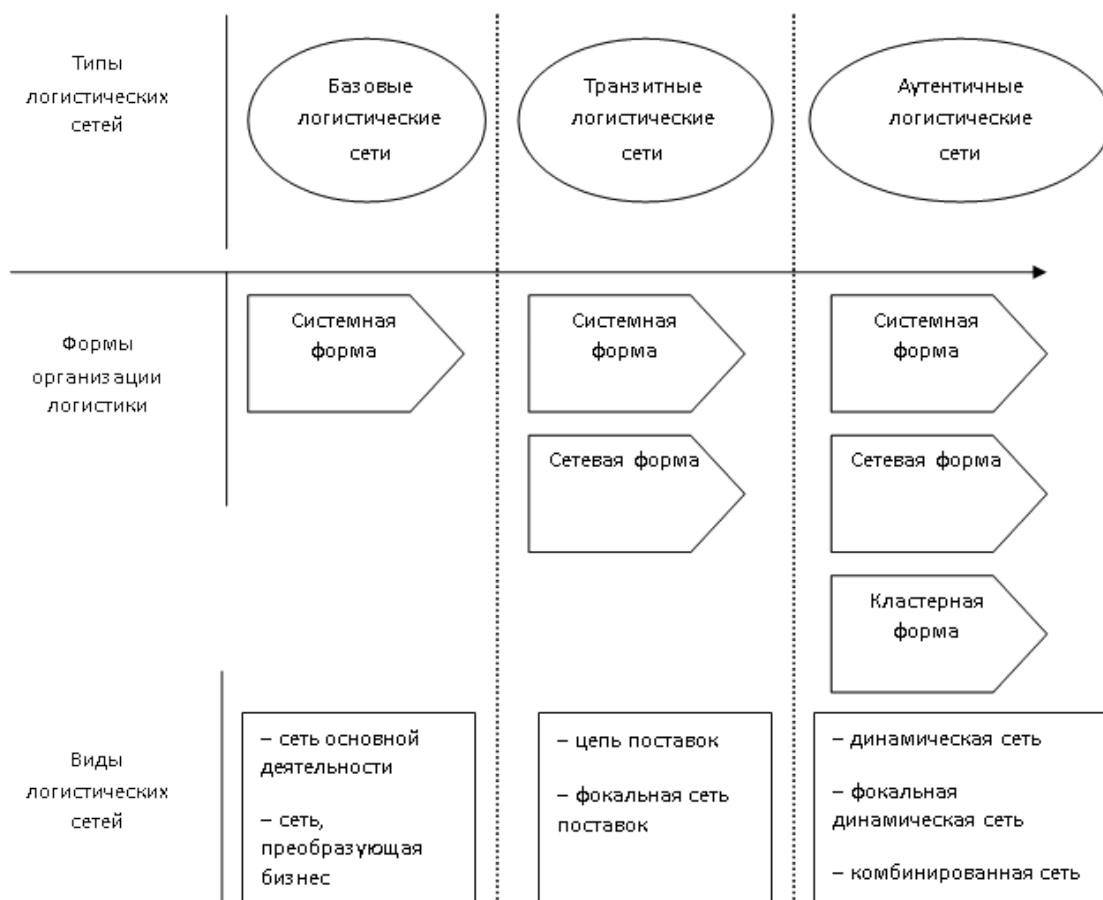 Типы
логистических
сетей
Базовые
логистические
сети
Транзитные
логистические
сети
Аутентичные
логистические
сети
Формы
организации
логистики
Системная
форма
Системная
форма
Системная
форма
Сетевая форма
Сетевая форма
Кластерная
форма
Виды
логистических
сетей
– сеть основной
деятельности
– сеть,
преобразующая
бизнес
– цепь поставок
– фокальная сеть
поставок
– динамическая сеть
– фокальная
динамическая сеть
– комбинированная сеть